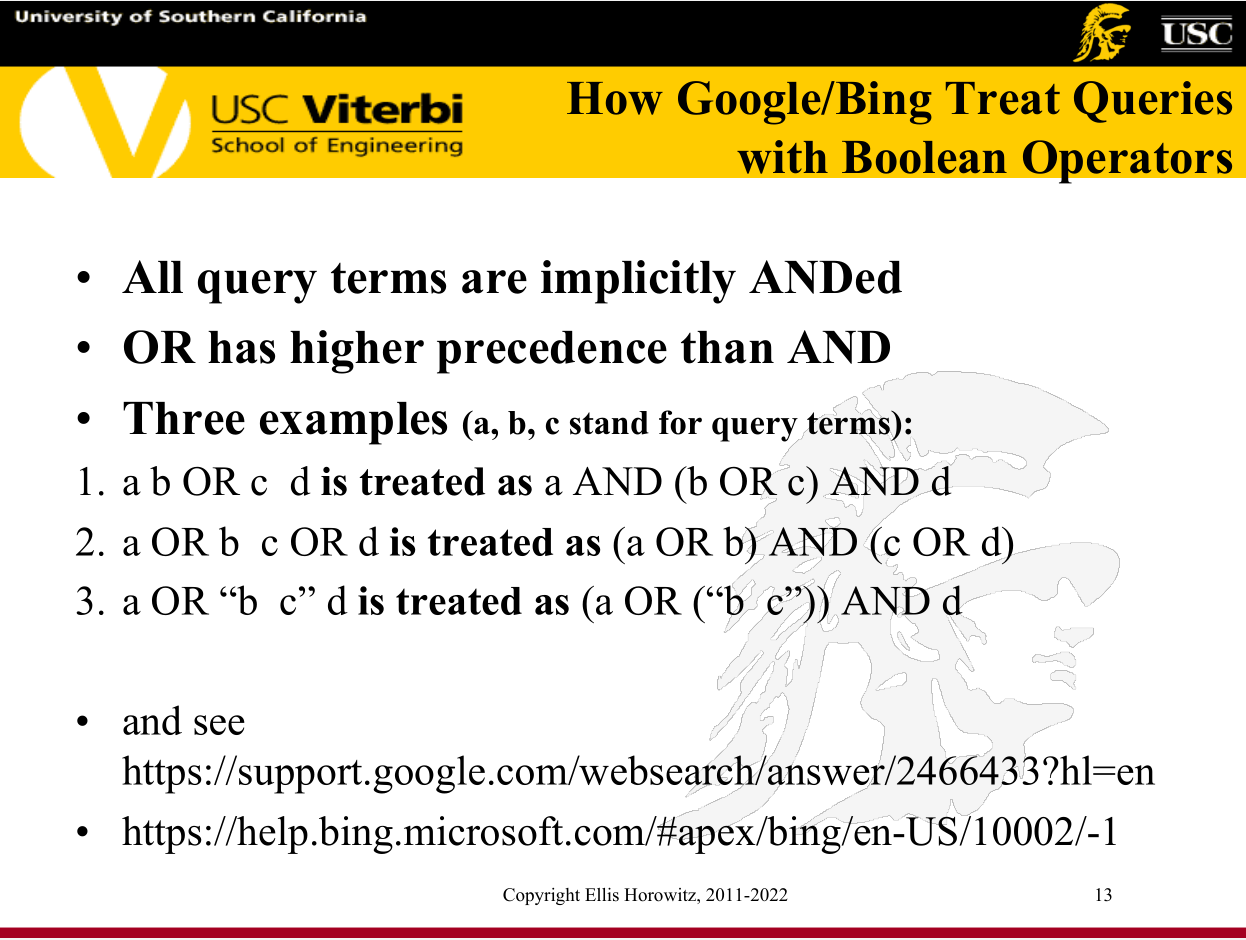 University of Southern California
USC
USC Viterbi
School of Engineering
How Google/Bing Treat Queries
with Boolean Operators
• All query terms are implicitly ANDed
• OR has higher precedence than AND
• Three examples (a, b, c stand for query terms):
1. a b OR c  d is treated as a AND (b OR c) AND d
2. a OR b  c OR d is treated as (a OR b) AND (c OR d)
3. a OR “b  c” d is treated as (a OR (“b  c”)) AND d
• and see
https://support.google.com/websearch/answer/2466433?hl=en
• https://help.bing.microsoft.com/#apex/bing/en-US/10002/-1
Copyright Ellis Horowitz, 2011-2022
13